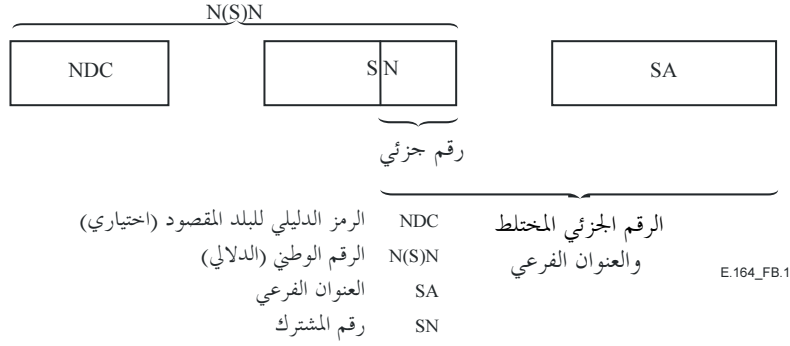 N(S)N
NDC
SN
SA
رقم جزئي
الرقم الجزئي المختلط
والعنوان الفرعي
NDC الرمز الدليلي للبلد المقصود (اختياري)
N(S)N الرقم الوطني (الدلالي)
SA العنوان الفرعي
SN رقم المشترك
E.164_FB.1